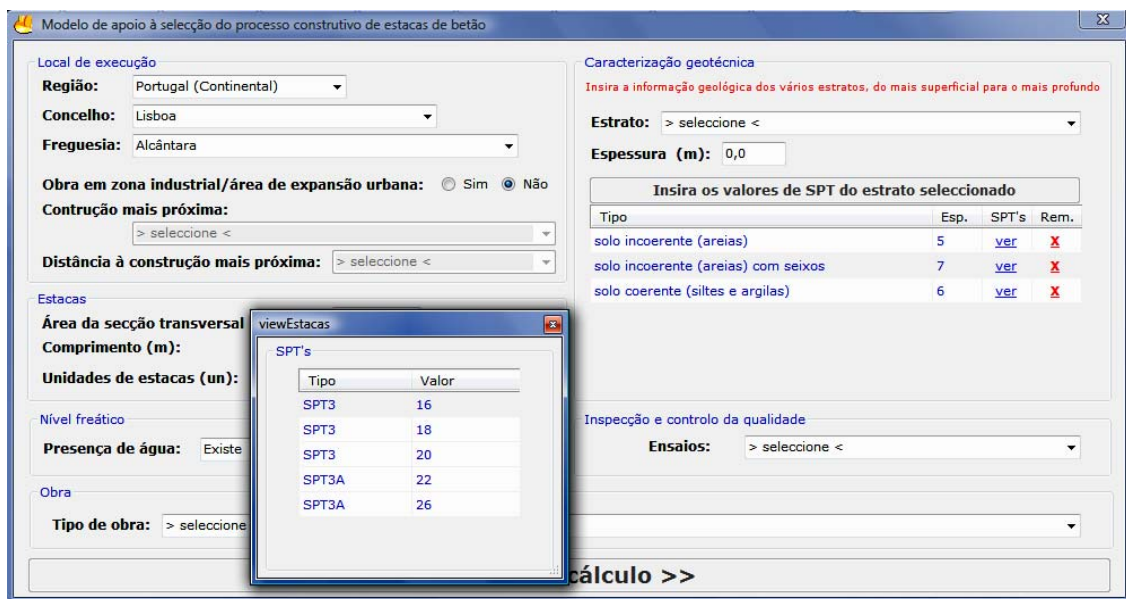 Modelo de apoio à selecção do processo construtivo de estacas de betão
Local de execução
Região: Portugal (Continental)
Concelho: Lisboa
Freguesia: Alcântara
Obra em zona industrial/área de expansão urbana: Sim Não
Contrução mais próxima:
> seleccione <
Distância à construção mais próxima: > seleccione <
Caracterização geotécnica
Insira a informação geológica dos vários estratos, do mais superficial para o mais profundo
Estrato: > seleccione <
Espessura (m): 0,0
Insira os valores de SPT do estrato seleccionado
Tipo Esp. SPT's Rem.
solo incoerente (areias) 5 ver X
solo incoerente (areias) com seixos 7 ver X
solo coerente (siltes e argilas) 6 ver X
Estacas
Área da secção transversal
Comprimento (m):
Unidades de estacas (un):
viewEstacas
SPT's
Tipo Valor
SPT3 16
SPT3 18
SPT3 20
SPT3A 22
SPT3A 26
Nível freático
Presença de água: Existe
Inspecção e controlo da qualidade
Ensaios: > seleccione <
Obra
Tipo de obra: > seleccione
cálculo >>